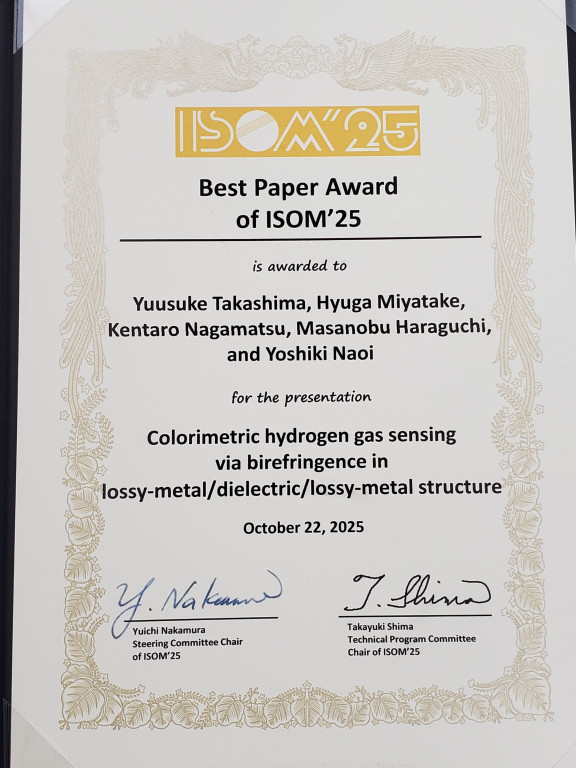 ISOM'25
Best Paper Award
of ISOM'25
is awarded to
Yuusuke Takashima, Hyuga Miyatake,
Kentaro Nagamatsu, Masanobu Haraguchi,
and Yoshiki Naoi
for the presentation
Colorimetric hydrogen gas sensing
via birefringence in
lossy-metal/dielectric/lossy-metal structure
October 22, 2025
Y. Nakamura
T. Shima
Yuichi Nakamura
Steering Committee Chair
of ISOM'25
Takayuki Shima
Technical Program Committee
Chair of ISOM'25